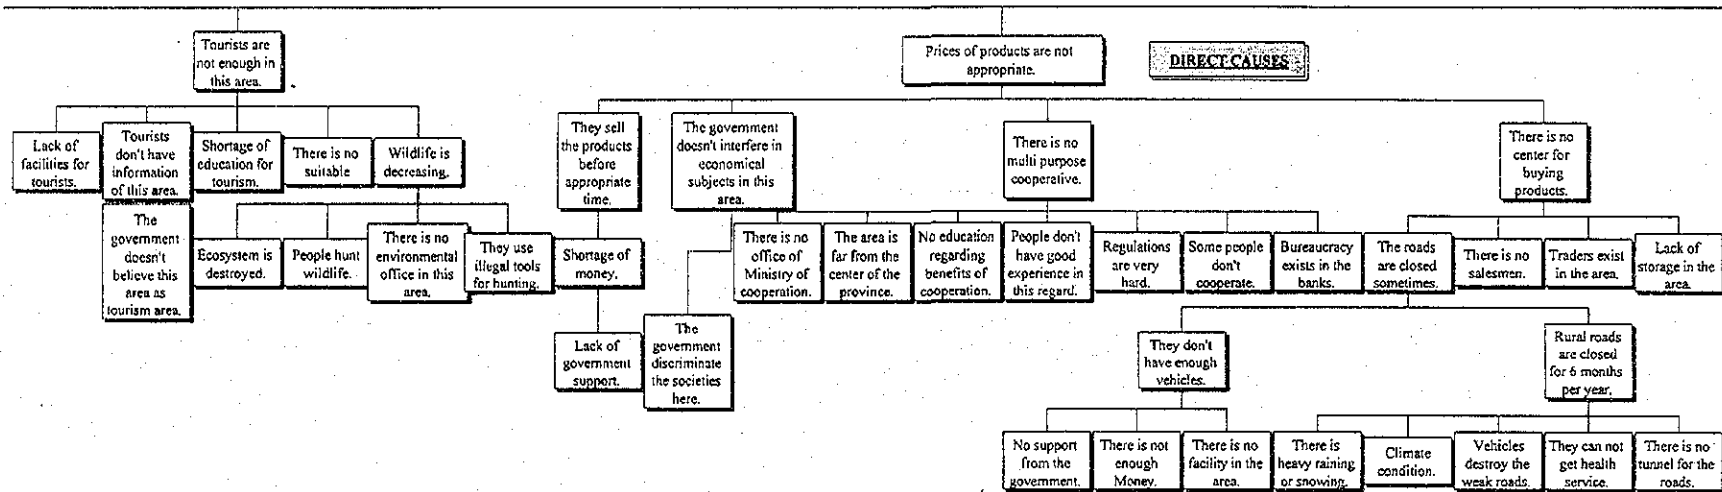 Tourists are
not enough in
this area.
Prices of products are not
appropriate.
DIRECT CAUSES
Lack of
facilities for
tourists.
Tourists
don't have
information
of this area.
Shortage of
education for
tourism.
There is no
suitable
Wildlife is
decreasing.
They sell
the products
before
appropriate
time.
The government
doesn't interfere in
economical
subjects in this
area.
There is no
multi purpose
cooperative.
There is no
center for
buying
products.
The
government
doesn't
believe this
area as
tourism area.
Ecosystem is
destroyed.
People hunt
wildlife.
There is no
environmental
office in this
area.
They use
illegal tools
for hunting.
Shortage of
money.
There is no
office of
Ministry of
cooperation.
The area is
far from the
center of the
province.
No education
regarding
benefits of
cooperation.
People don't
have good
experience in
this regard.
Regulations
are very
hard.
Some people
don't
cooperate.
Bureaucracy
exists in the
banks.
The roads
are closed
sometimes.
There is no
salesmen.
Traders exist
in the area.
Lack of
storage in the
area.
Lack of
government
support.
The
government
discriminate
the societies
here.
They don't
have enough
vehicles.
Rural roads
are closed
for 6 months
per year.
No support
from the
government.
There is not
enough
Money.
There is no
facility in the
area.
There is
heavy raining
or snowing.
Climate
condition.
Vehicles
destroy the
weak roads.
They can not
get health
service.
There is no
tunnel for the
roads.